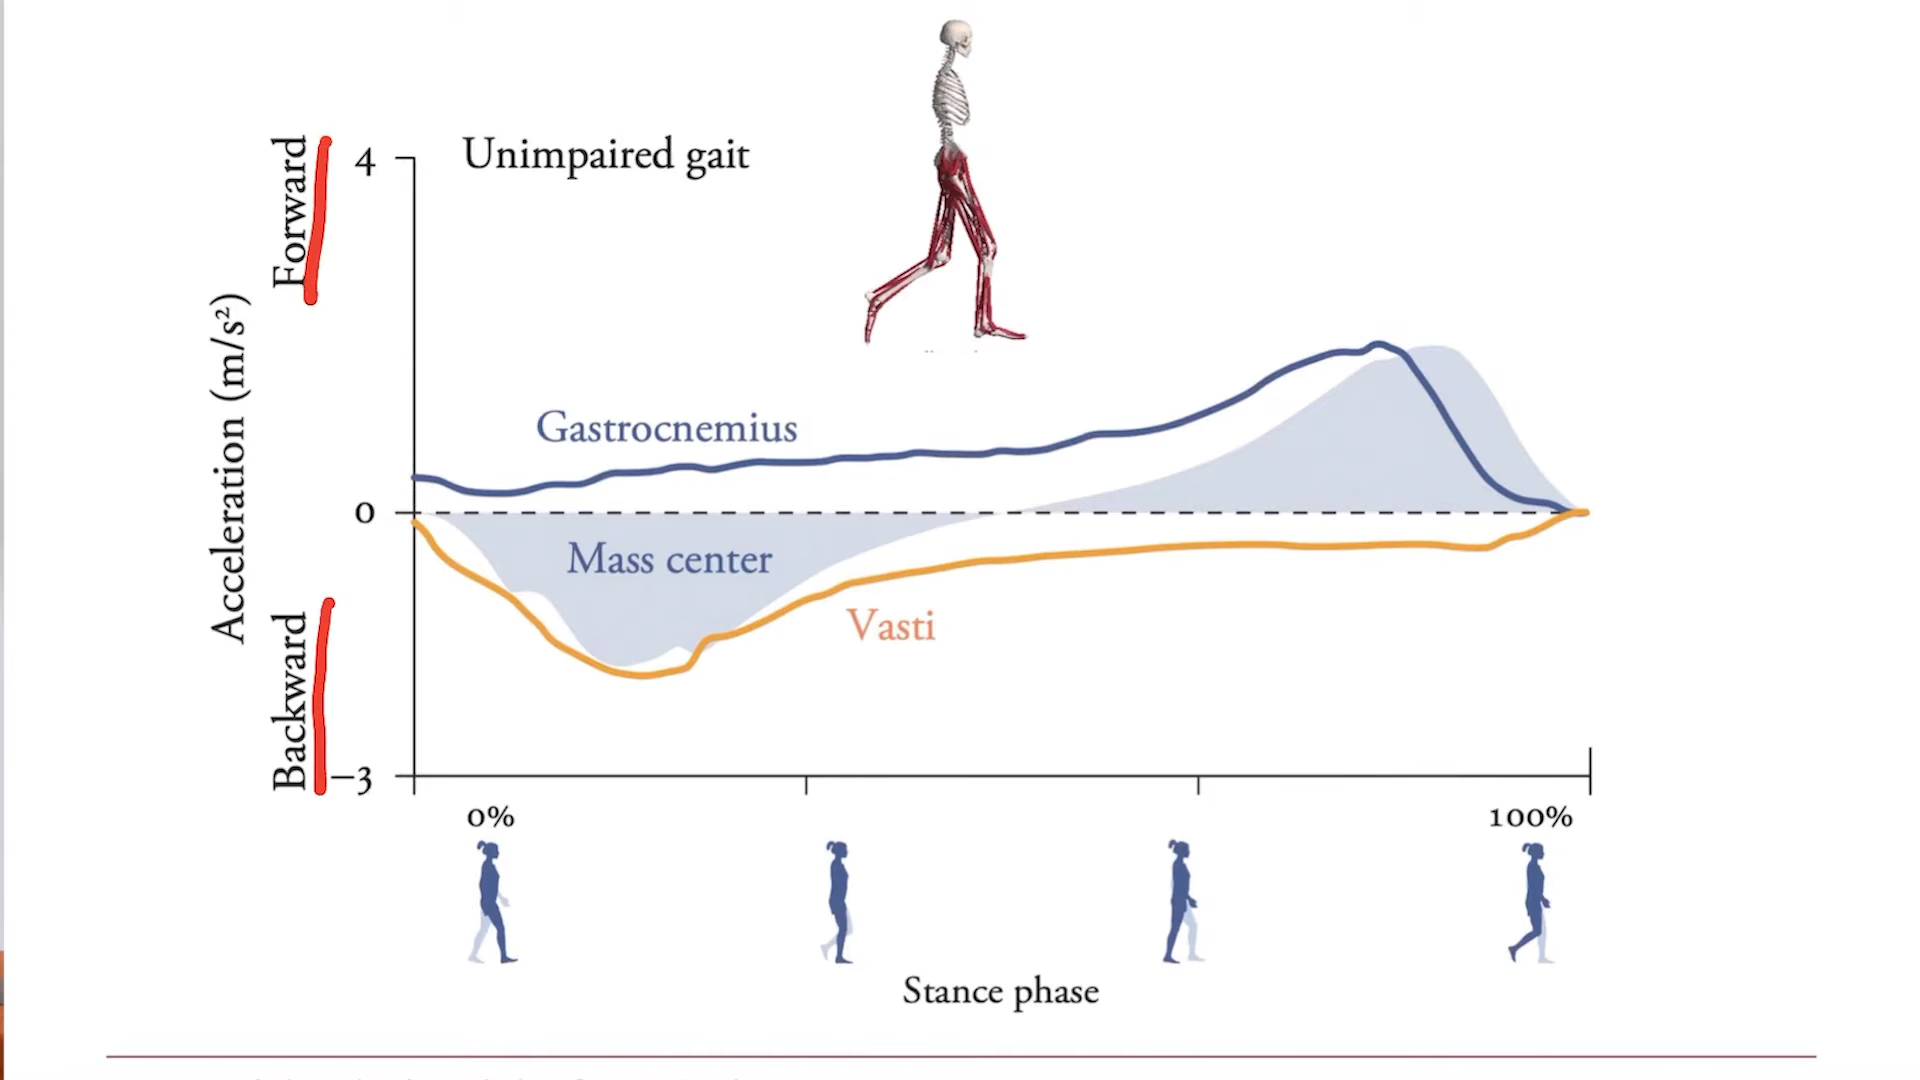 Unimpaired gait
Forward
Acceleration (m/s²)
Backward
4
0
−3
Gastrocnemius
Mass center
Vasti
0%
100%
Stance phase